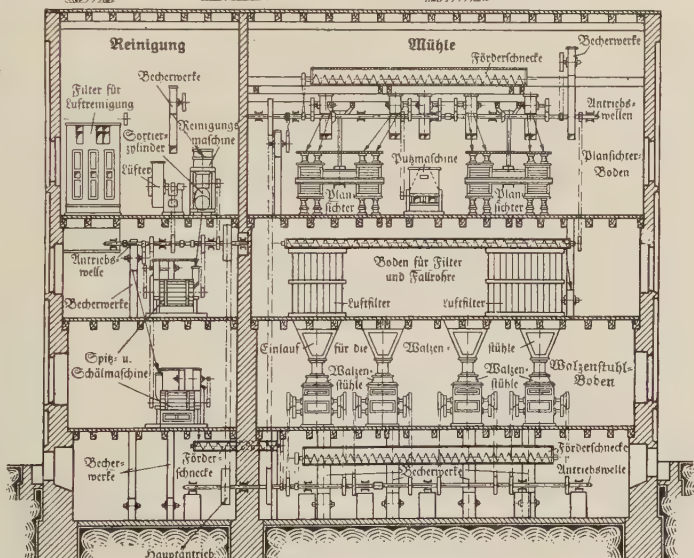 Reinigung
Mühle
Förderschnecke
Becherwerke
Becherwerke
Filter für
Luftreinigung
Antriebs-
wellen
Sortier-
zylinder
Reinigungs
maschine
Lüfter
Putzmaschine
Plansichter-
Boden
Plan
sichter
Plan
sichter
Antriebs-
welle
Boden für Filter
und Fallrohre
Becherwerke
Luftfilter
Luftfilter
Einlauf für die Walzen stühle
Spitz- u.
Schälmaschine
Walzen-
stühle
Walzen-
stühle
Walzenstuhl-
Boden
Becher-
werke
Förder-
schnecke
Becherwerke
Förderschnecke
Antriebswelle
Hauptantrieb